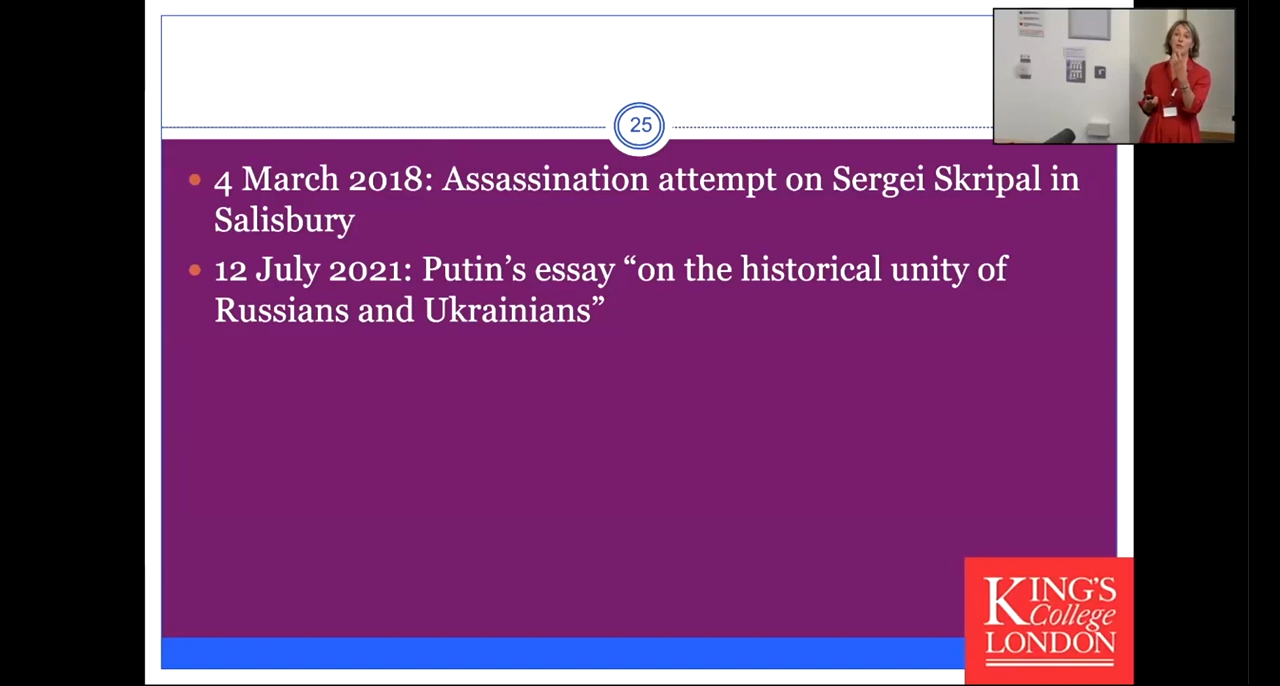 25
4 March 2018: Assassination attempt on Sergei Skripal in
Salisbury
12 July 2021: Putin’s essay “on the historical unity of
Russians and Ukrainians”
KING'S
College
LONDON